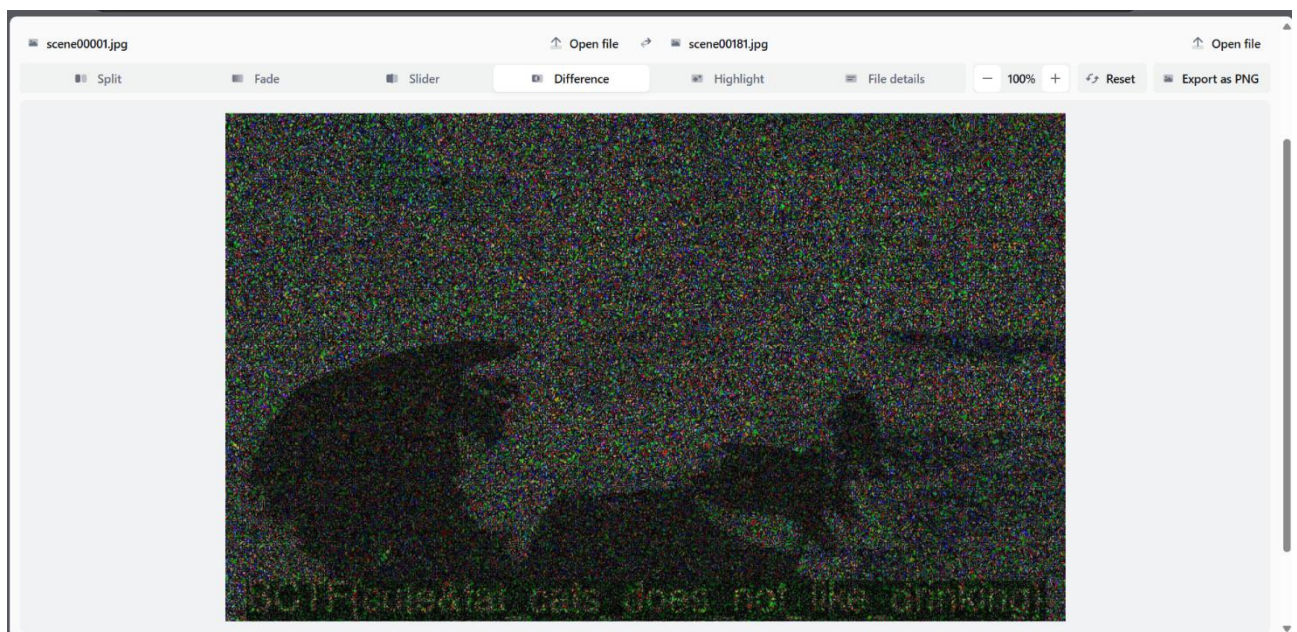 scene00001.jpg Open file scene00181.jpg Open file
Split Fade Slider Difference Highlight File details 100% Reset Export as PNG
SCTF{cute&fat_cats_does_not_like_drinking}